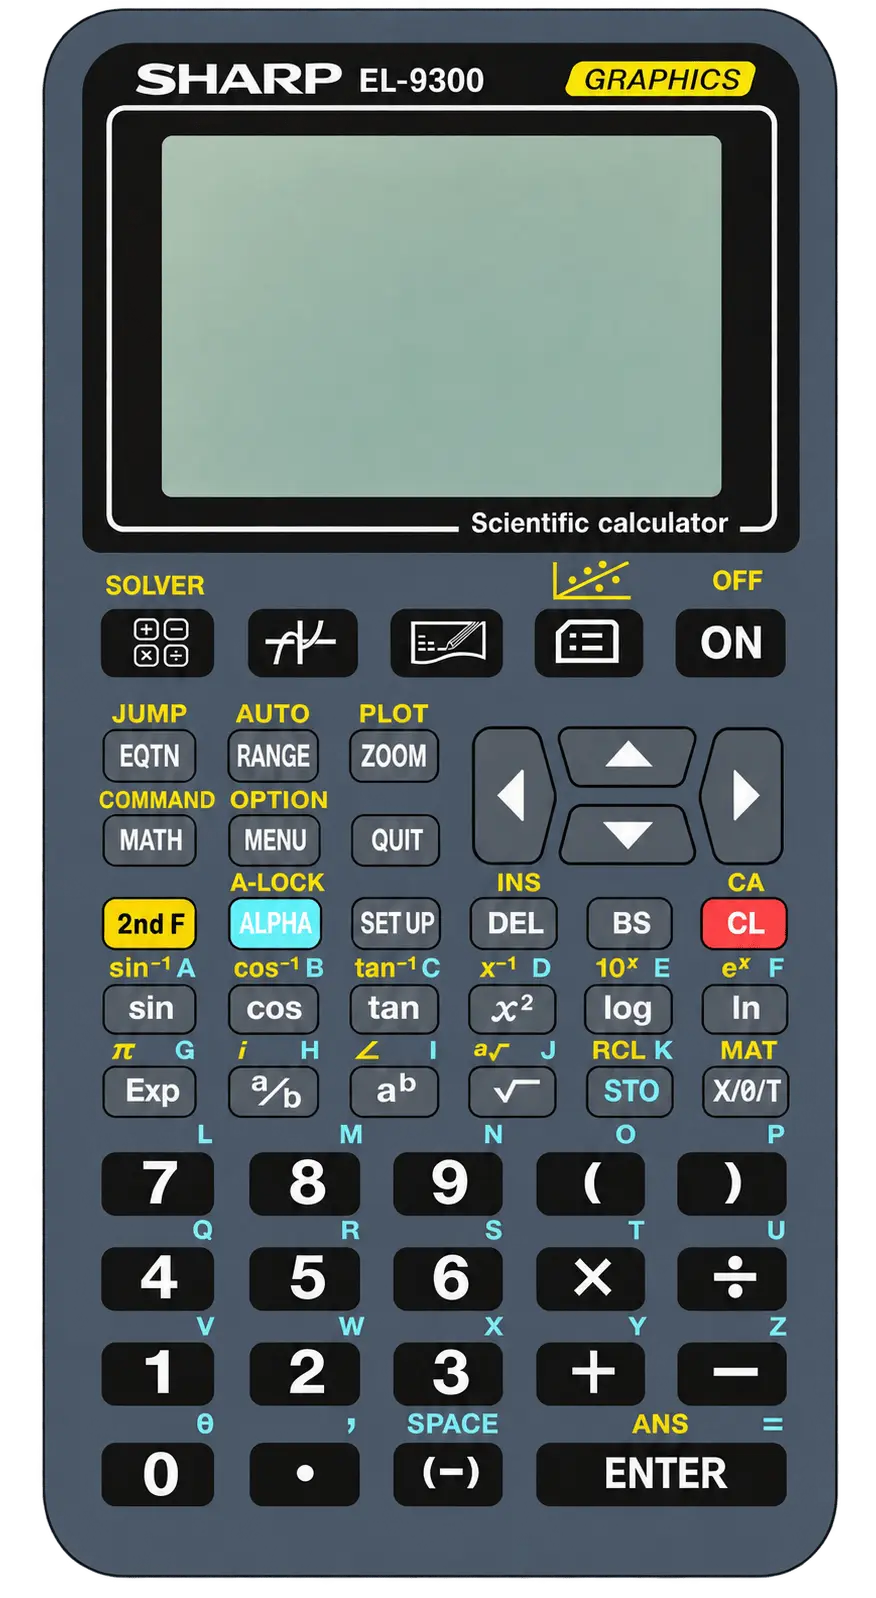 SHARP EL-9300 GRAPHICS
Scientific calculator
SOLVER OFF
ON
JUMP AUTO PLOT
EQTN RANGE ZOOM
COMMAND OPTION
MATH MENU QUIT
A-LOCK INS CA
2nd F ALPHA SET UP DEL BS CL
sin⁻¹ A cos⁻¹ B tan⁻¹ C x⁻¹ D 10ˣ E eˣ F
sin cos tan x² log ln
π G i H ∠ I a√ J RCL K MAT
Exp a/b aᵇ √ STO X/θ/T
L M N O P
7 8 9 ( )
Q R S T U
4 5 6 × ÷
V W X Y Z
1 2 3 + −
θ , SPACE ANS =
0 • (−) ENTER